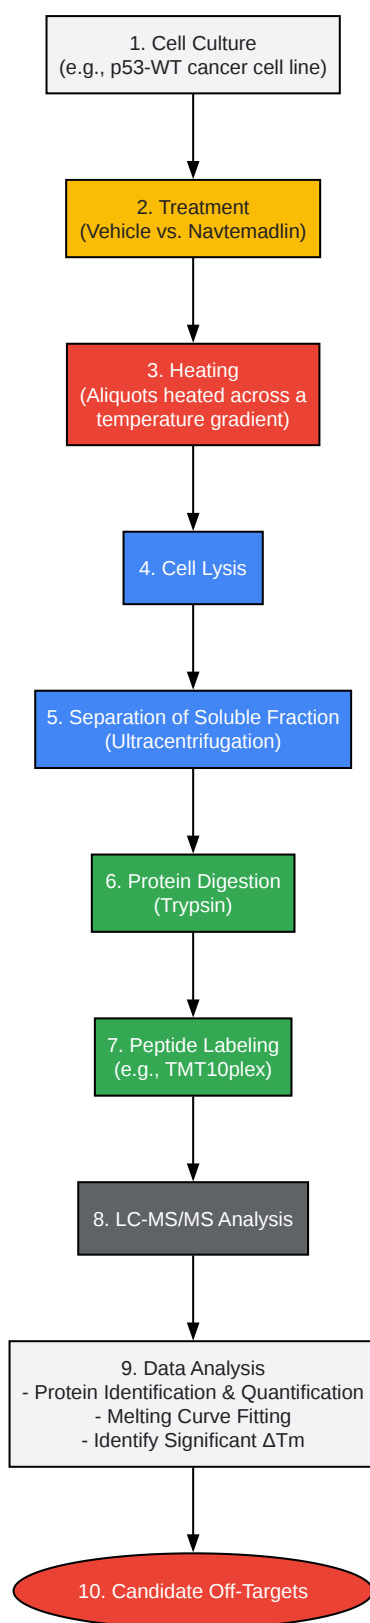 1. Cell Culture
(e.g., p53-WT cancer cell line)
2. Treatment
(Vehicle vs. Navtemadlin)
3. Heating
(Aliquots heated across a
temperature gradient)
4. Cell Lysis
5. Separation of Soluble Fraction
(Ultracentrifugation)
6. Protein Digestion
(Trypsin)
7. Peptide Labeling
(e.g., TMT10plex)
8. LC-MS/MS Analysis
9. Data Analysis
- Protein Identification & Quantification
- Melting Curve Fitting
- Identify Significant ΔTm
10. Candidate Off-Targets